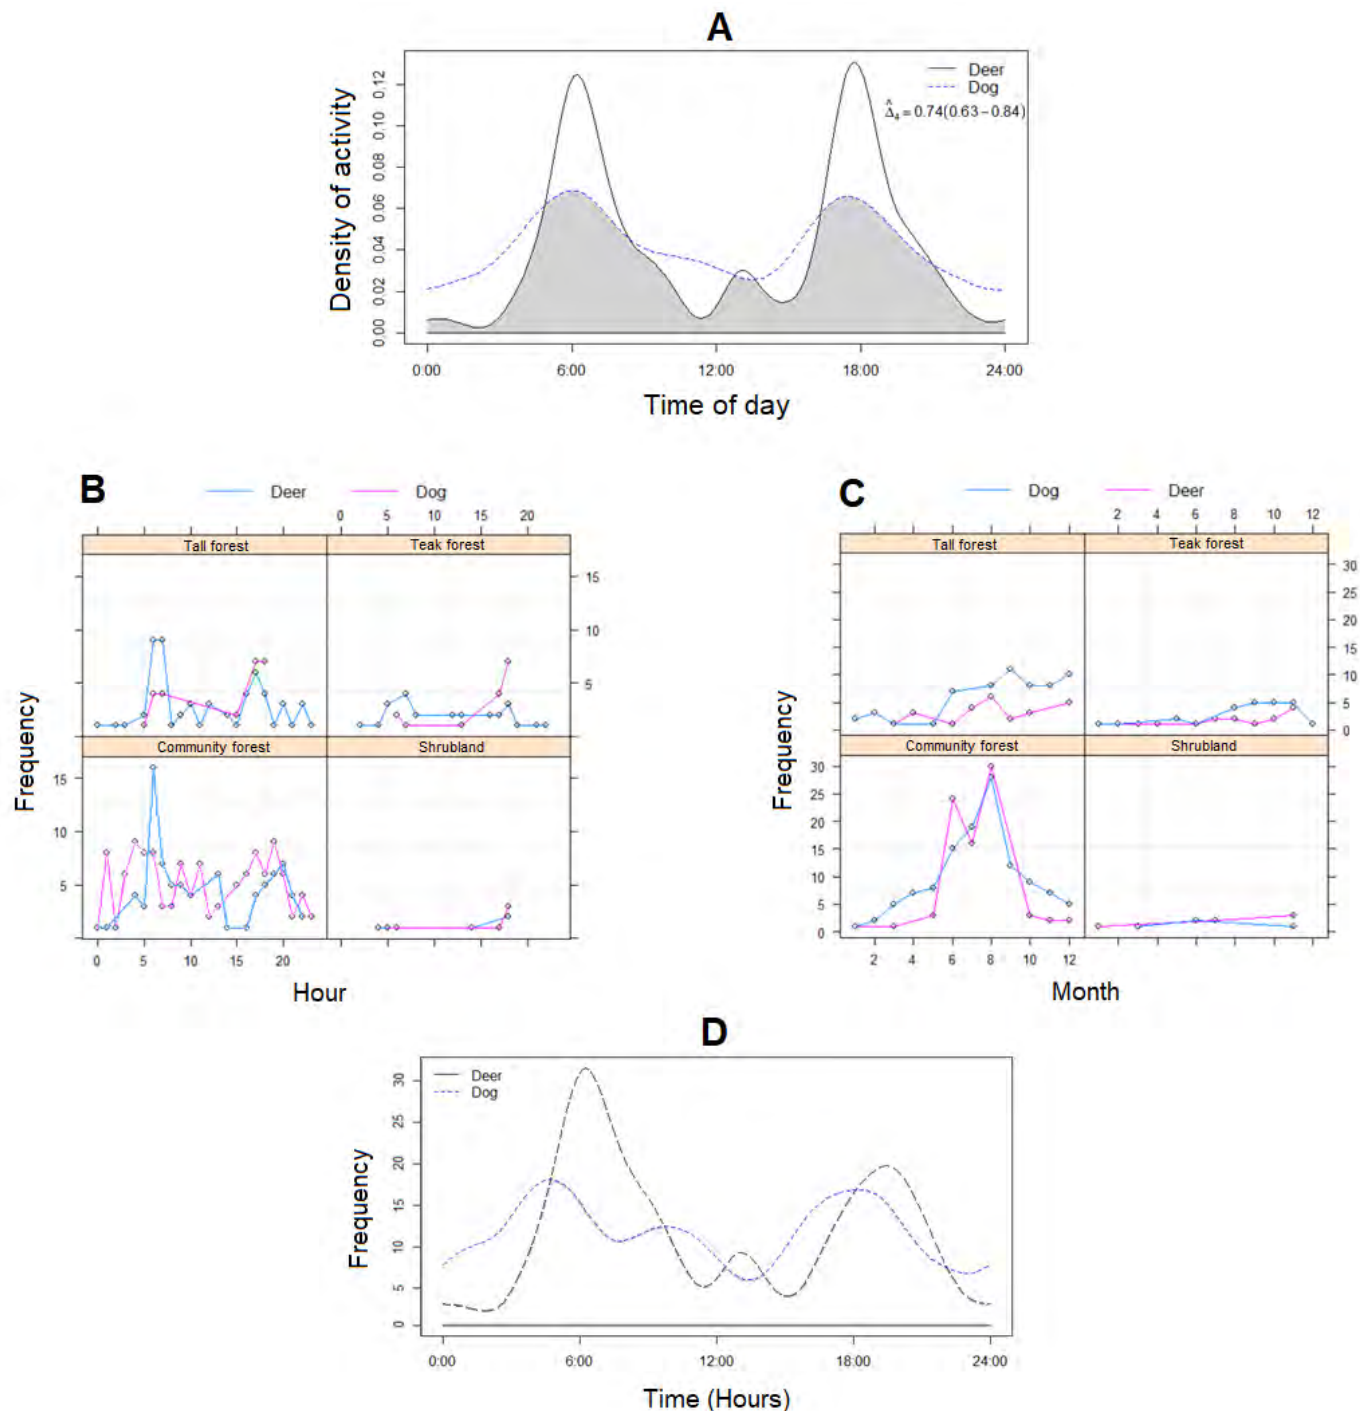 A
Density of activity
0.00 0.02 0.04 0.06 0.08 0.10 0.12
Deer
Dog
Δ̂₄ = 0.74(0.63 − 0.84)
0:00 6:00 12:00 18:00 24:00
Time of day
B
Deer Dog
0 5 10 15 20
0 5 10 15 20
Tall forest Teak forest
15
10
5
Community forest Shrubland
Frequency
15
10
5
Hour
C
Dog Deer
2 4 6 8 10 12
Tall forest Teak forest
30
25
20
15
10
5
0
Community forest Shrubland
Frequency
30
25
20
15
10
5
0
2 4 6 8 10 12
Month
D
Deer
Dog
Frequency
0 5 10 15 20 25 30
0:00 6:00 12:00 18:00 24:00
Time (Hours)